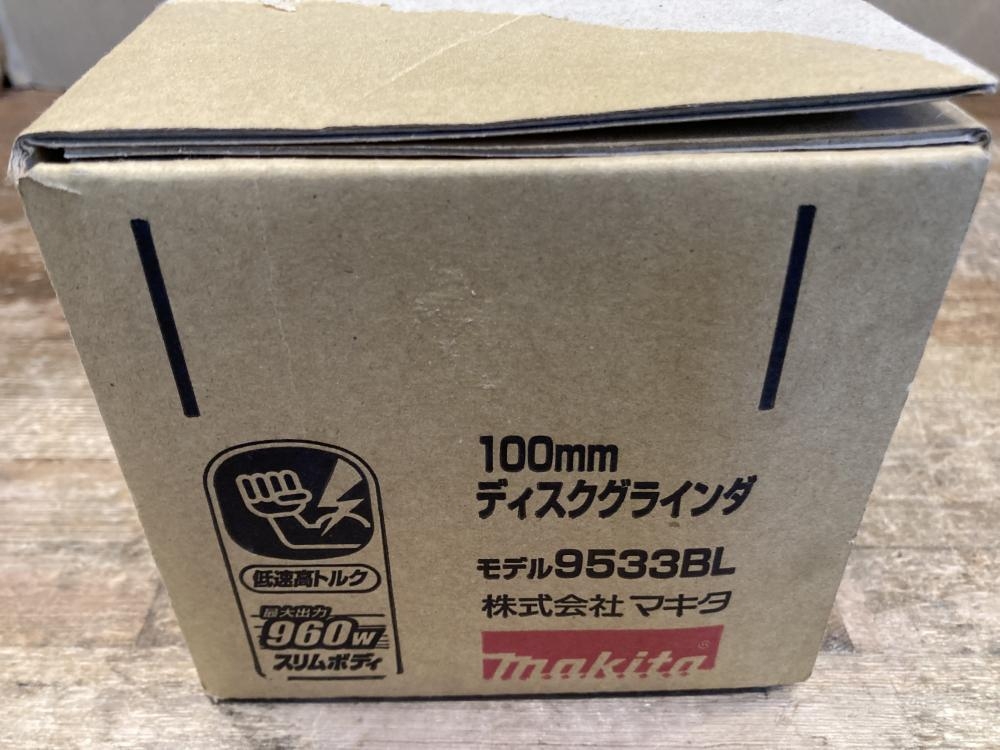 100mm
ディスクグラインダ
モデル9533BL
株式会社マキタ
makita®
低速高トルク
最大出力
960w
スリムボディ